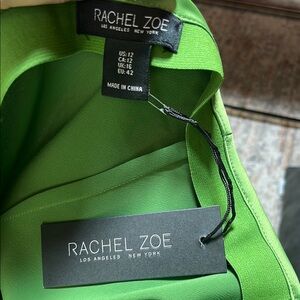 RACHEL ZOE
LOS ANGELES NEW YORK
US:12
CA:12
UK:16
EU:42
MADE IN CHINA
RACHEL ZOE
LOS ANGELES NEW YORK